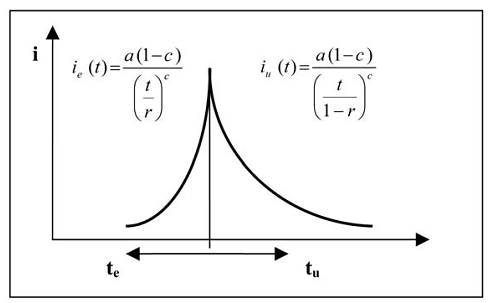 i
i_e (t) = a(1−c) / (t/r)^c
i_u (t) = a(1−c) / (t/(1−r))^c
t_e
t_u